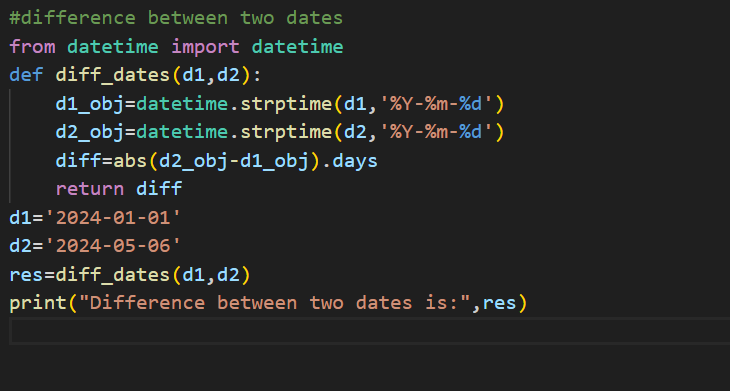 #difference between two dates
from datetime import datetime
def diff_dates(d1,d2):
    d1_obj=datetime.strptime(d1,'%Y-%m-%d')
    d2_obj=datetime.strptime(d2,'%Y-%m-%d')
    diff=abs(d2_obj-d1_obj).days
    return diff
d1='2024-01-01'
d2='2024-05-06'
res=diff_dates(d1,d2)
print("Difference between two dates is:",res)